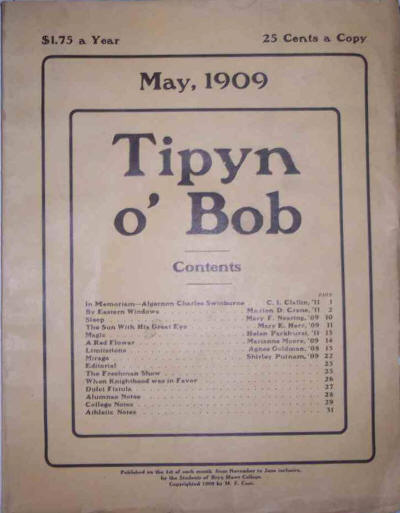 $1.75 a Year 25 Cents a Copy
May, 1909
Tipyn
o' Bob
Contents
PAGE
In Memoriam—Algernon Charles Swinburne C. I. Claflin, '11 1
By Eastern Windows Marion D. Crane, '11 2
Sleep Mary F. Nearing, '09 10
The Sun With His Great Eye Mary E. Herr, '09 11
Magic Helen Parkhurst, '11 13
A Red Flower Marianne Moore, '09 14
Limitations Agnes Goldman, '08 15
Mirage Shirley Putnam, '09 22
Editorial 23
The Freshman Show 25
When Knighthood was in Favor 26
Dulci Fistula 27
Alumnae Notes 28
College Notes 29
Athletic Notes 31
Published on the 1st of each month from November to June inclusive,
by the Students of Bryn Mawr College.
Copyrighted 1909 by M. E.